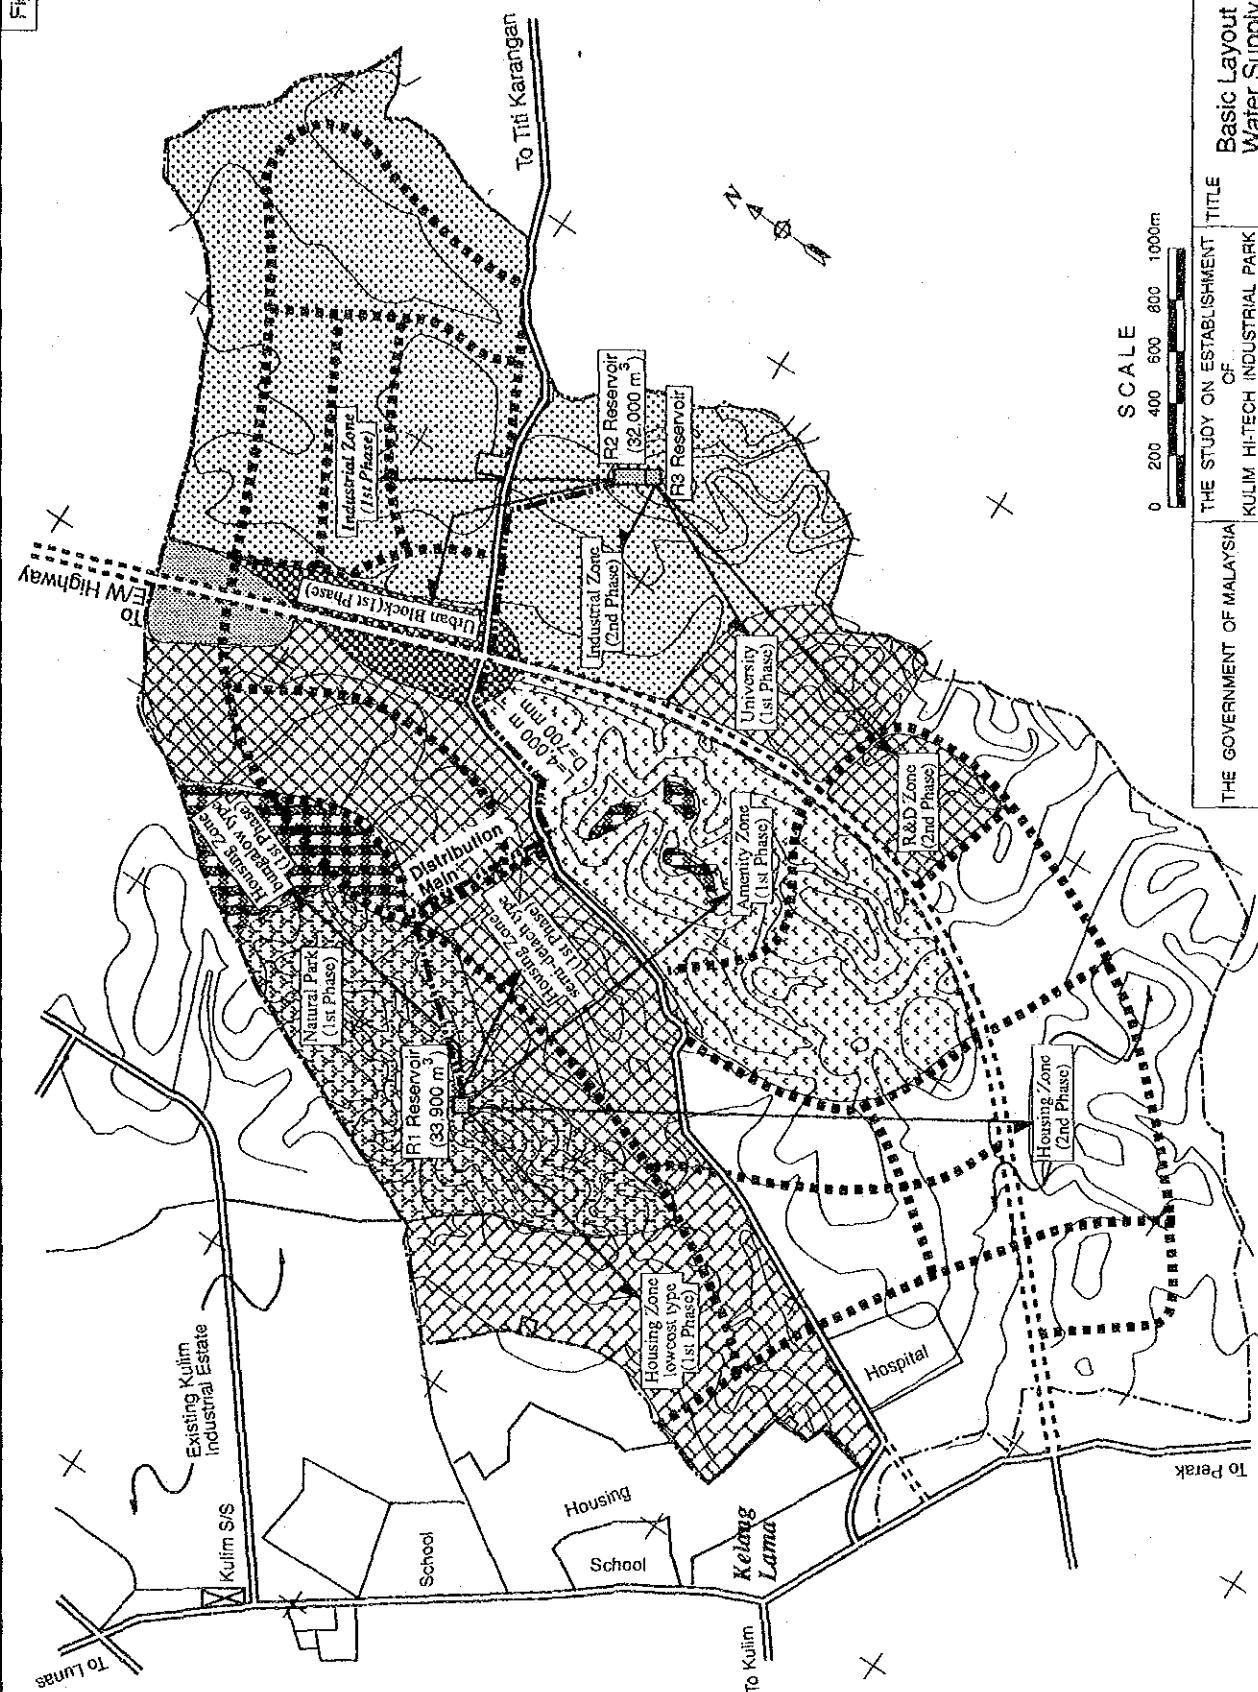 To Titi Karangan
N
To
E/W Highway
Industrial Zone
(1st Phase)
R2 Reservoir
(32,000 m³)
R3 Reservoir
Urban Block(1st Phase)
Industrial Zone
(2nd Phase)
University
(1st Phase)
R&D Zone
(2nd Phase)
L=4,000 m
D=700 mm
Housing Zone
bungagow type
(1st Phase)
Distribution
Main
Amenity Zone
(1st Phase)
Housing Zone
semi-detach type
(1st Phase)
Natural Park
(1st Phase)
R1 Reservoir
(33,900 m³)
Housing Zone
(2nd Phase)
Housing Zone
lowcost type
(1st Phase)
Hospital
Existing Kulim
Industrial Estate
Kulim S/S
School
Housing
School
Kelang
Lama
To Lunas
To Kulim
To Perak
SCALE
0 200 400 600 800 1000m
THE GOVERNMENT OF MALAYSIA
THE STUDY ON ESTABLISHMENT
OF
KULIM HI-TECH INDUSTRIAL PARK
TITLE
Basic Layout
Water Supply